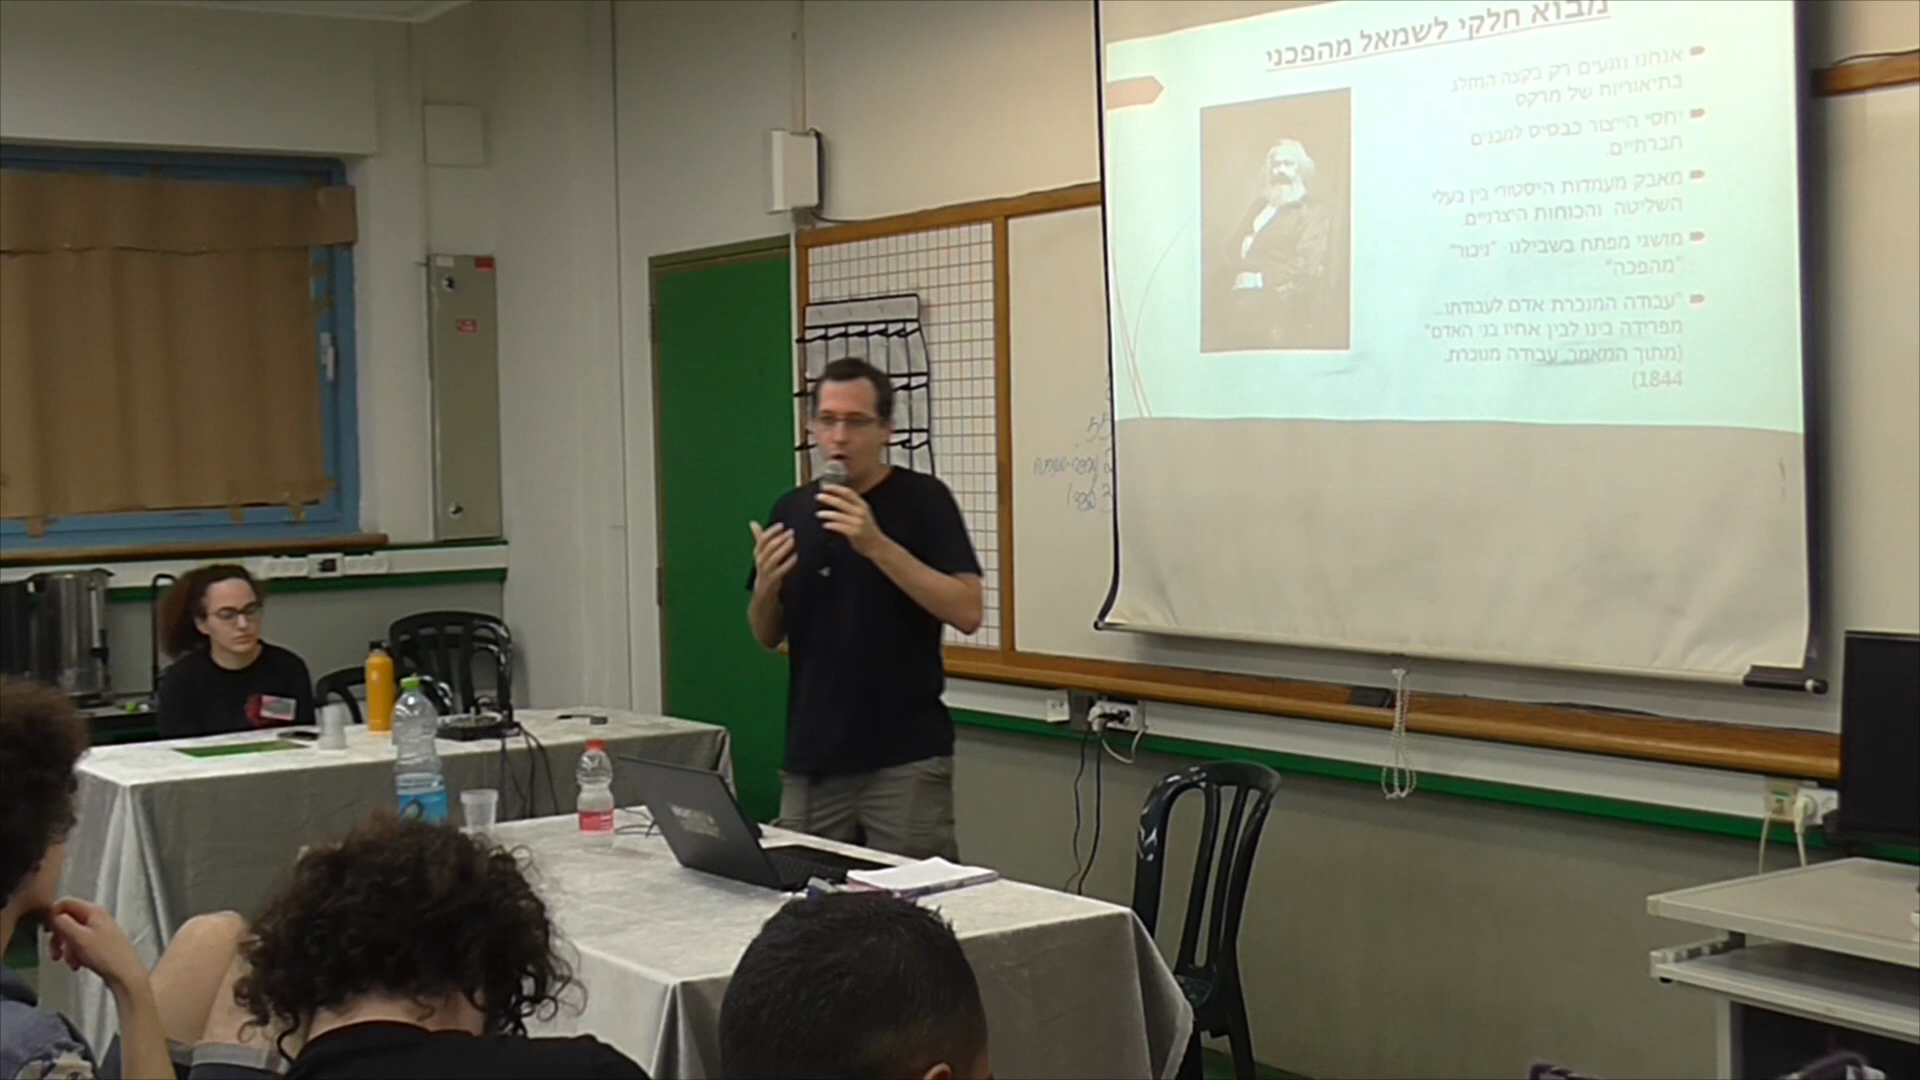 מבוא חלקי לשמאל מהפכני
אנחנו נוגעים רק בקצה המזלג
בתיאוריות של מרקס
יחסי הייצור כבסיס למבנים
חברתיים.
מאבק מעמדות היסטורי בין בעלי
השליטה והכוחות היצרניים.
מושגי מפתח בשבילנו "ניכור"
"מהפכה"
"עבודה המנכרת אדם לעבודתו...
מפרידה בינו לבין אחיו בני האדם"
(מתוך המאמר, עבודה מנוכרת,
1844)